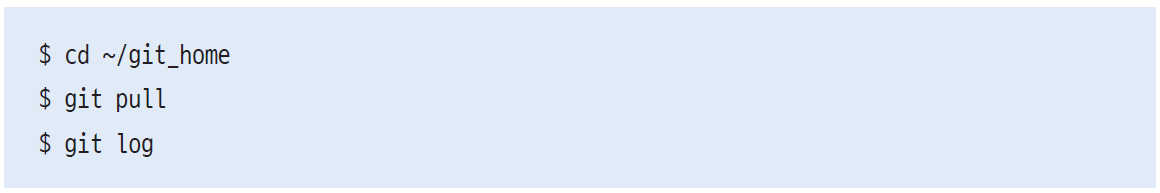 $ cd ~/git_home
$ git pull
$ git log